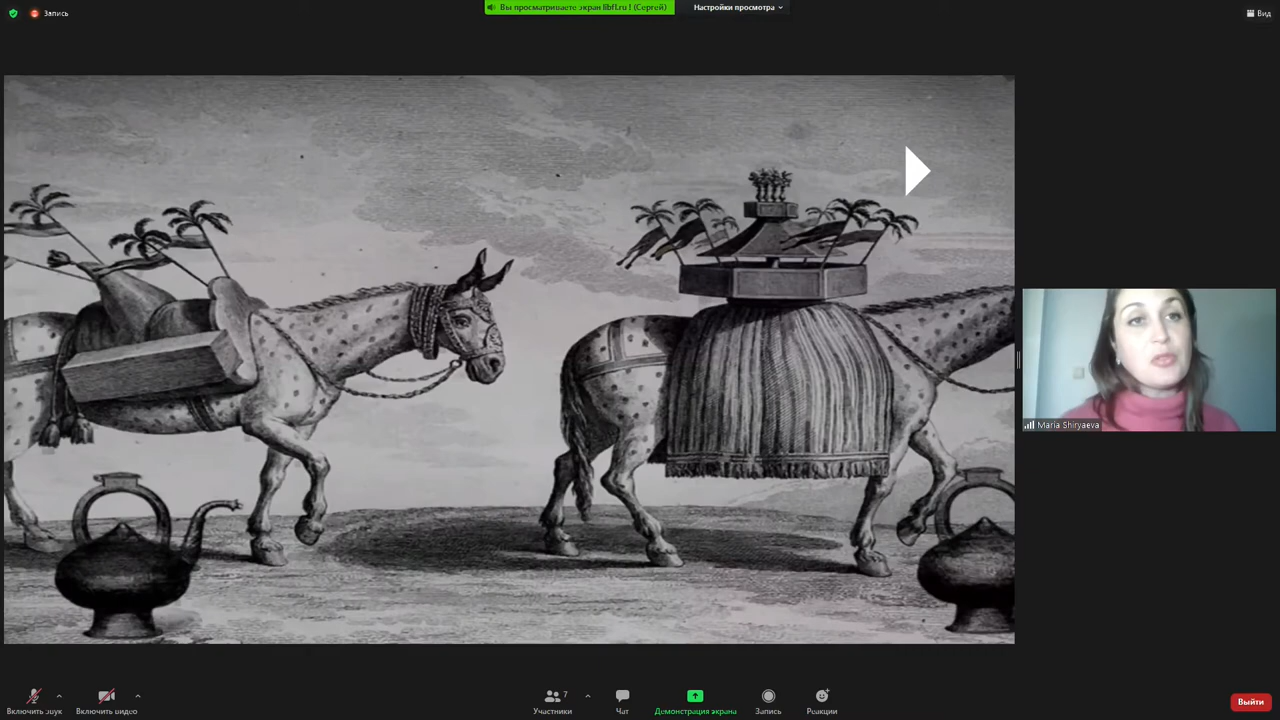 Запись
Вы просматриваете экран libfl.ru ! (Сергей)
Настройки просмотра
Вид
Maria Shiryaeva
Включить звук
Включить видео
7
Участники
Чат
Демонстрация экрана
Запись
Реакции
Выйти